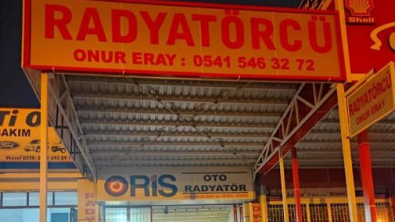 RADYATÖRCÜ
ONUR ERAY : 0541 546 32 72
Shell
RADYATÖRCÜ
ONUR ERAY
BAKIM
ORIS
OTO
RADYATÖR